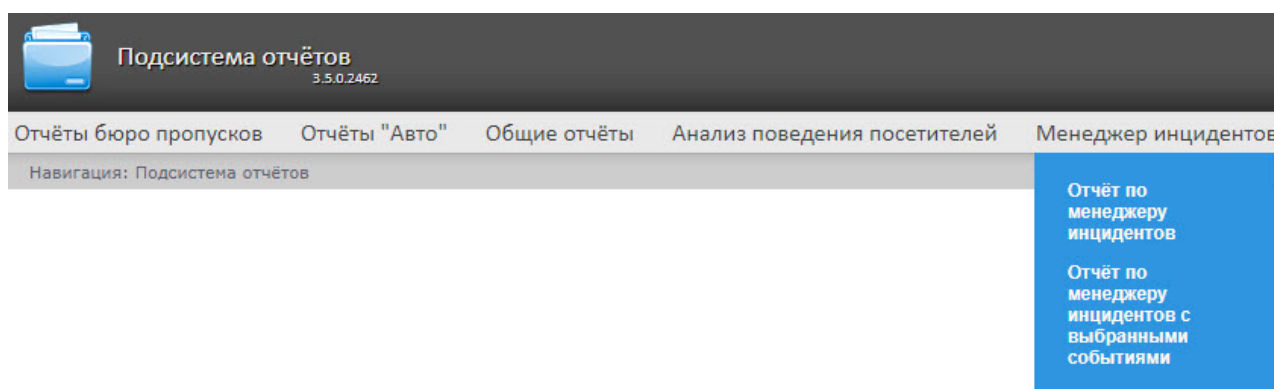 Подсистема отчётов
3.5.0.2462
Отчёты бюро пропусков Отчёты "Авто" Общие отчёты Анализ поведения посетителей Менеджер инцидентов
Навигация: Подсистема отчётов
Отчёт по
менеджеру
инцидентов
Отчёт по
менеджеру
инцидентов с
выбранными
событиями